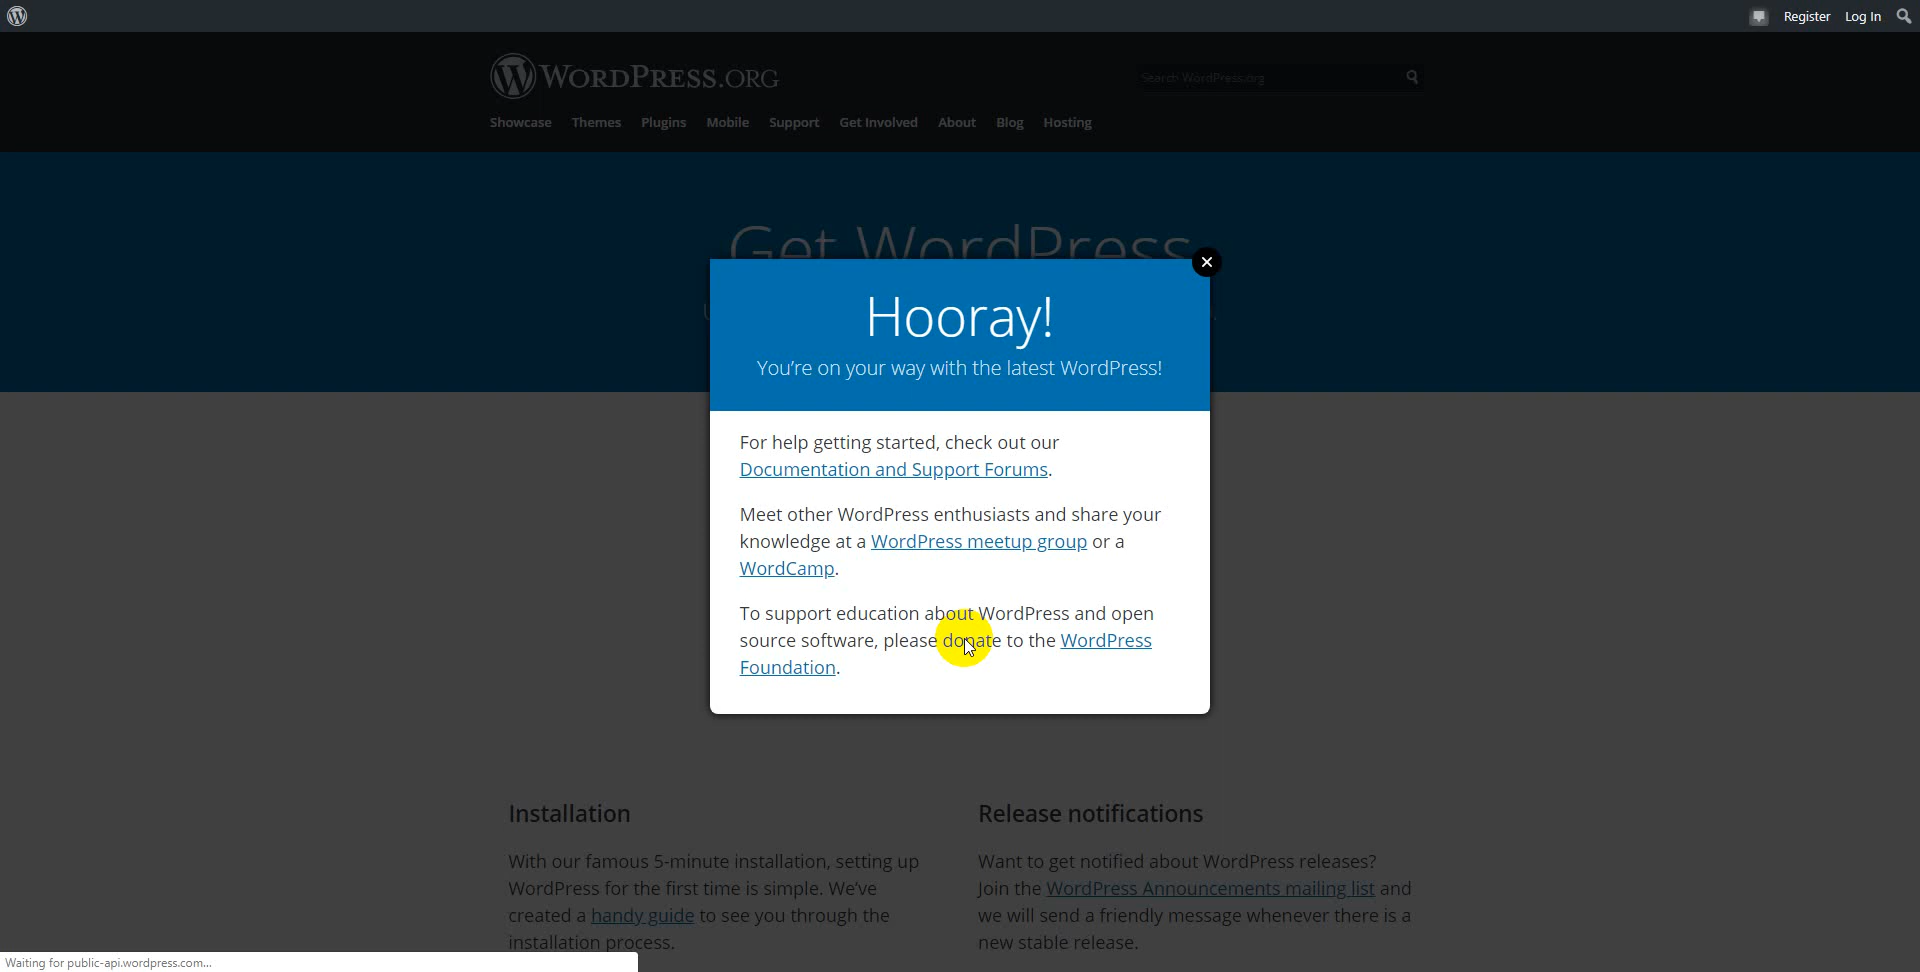 Register Log In
WORDPRESS.ORG
Search WordPress.org
Showcase Themes Plugins Mobile Support Get Involved About Blog Hosting
Get WordPress
Hooray!
You're on your way with the latest WordPress!
For help getting started, check out our
Documentation and Support Forums.
Meet other WordPress enthusiasts and share your
knowledge at a WordPress meetup group or a
WordCamp.
To support education about WordPress and open
source software, please donate to the WordPress
Foundation.
Installation
With our famous 5-minute installation, setting up
WordPress for the first time is simple. We've
created a handy guide to see you through the
installation process.
Release notifications
Want to get notified about WordPress releases?
Join the WordPress Announcements mailing list and
we will send a friendly message whenever there is a
new stable release.
Waiting for public-api.wordpress.com...